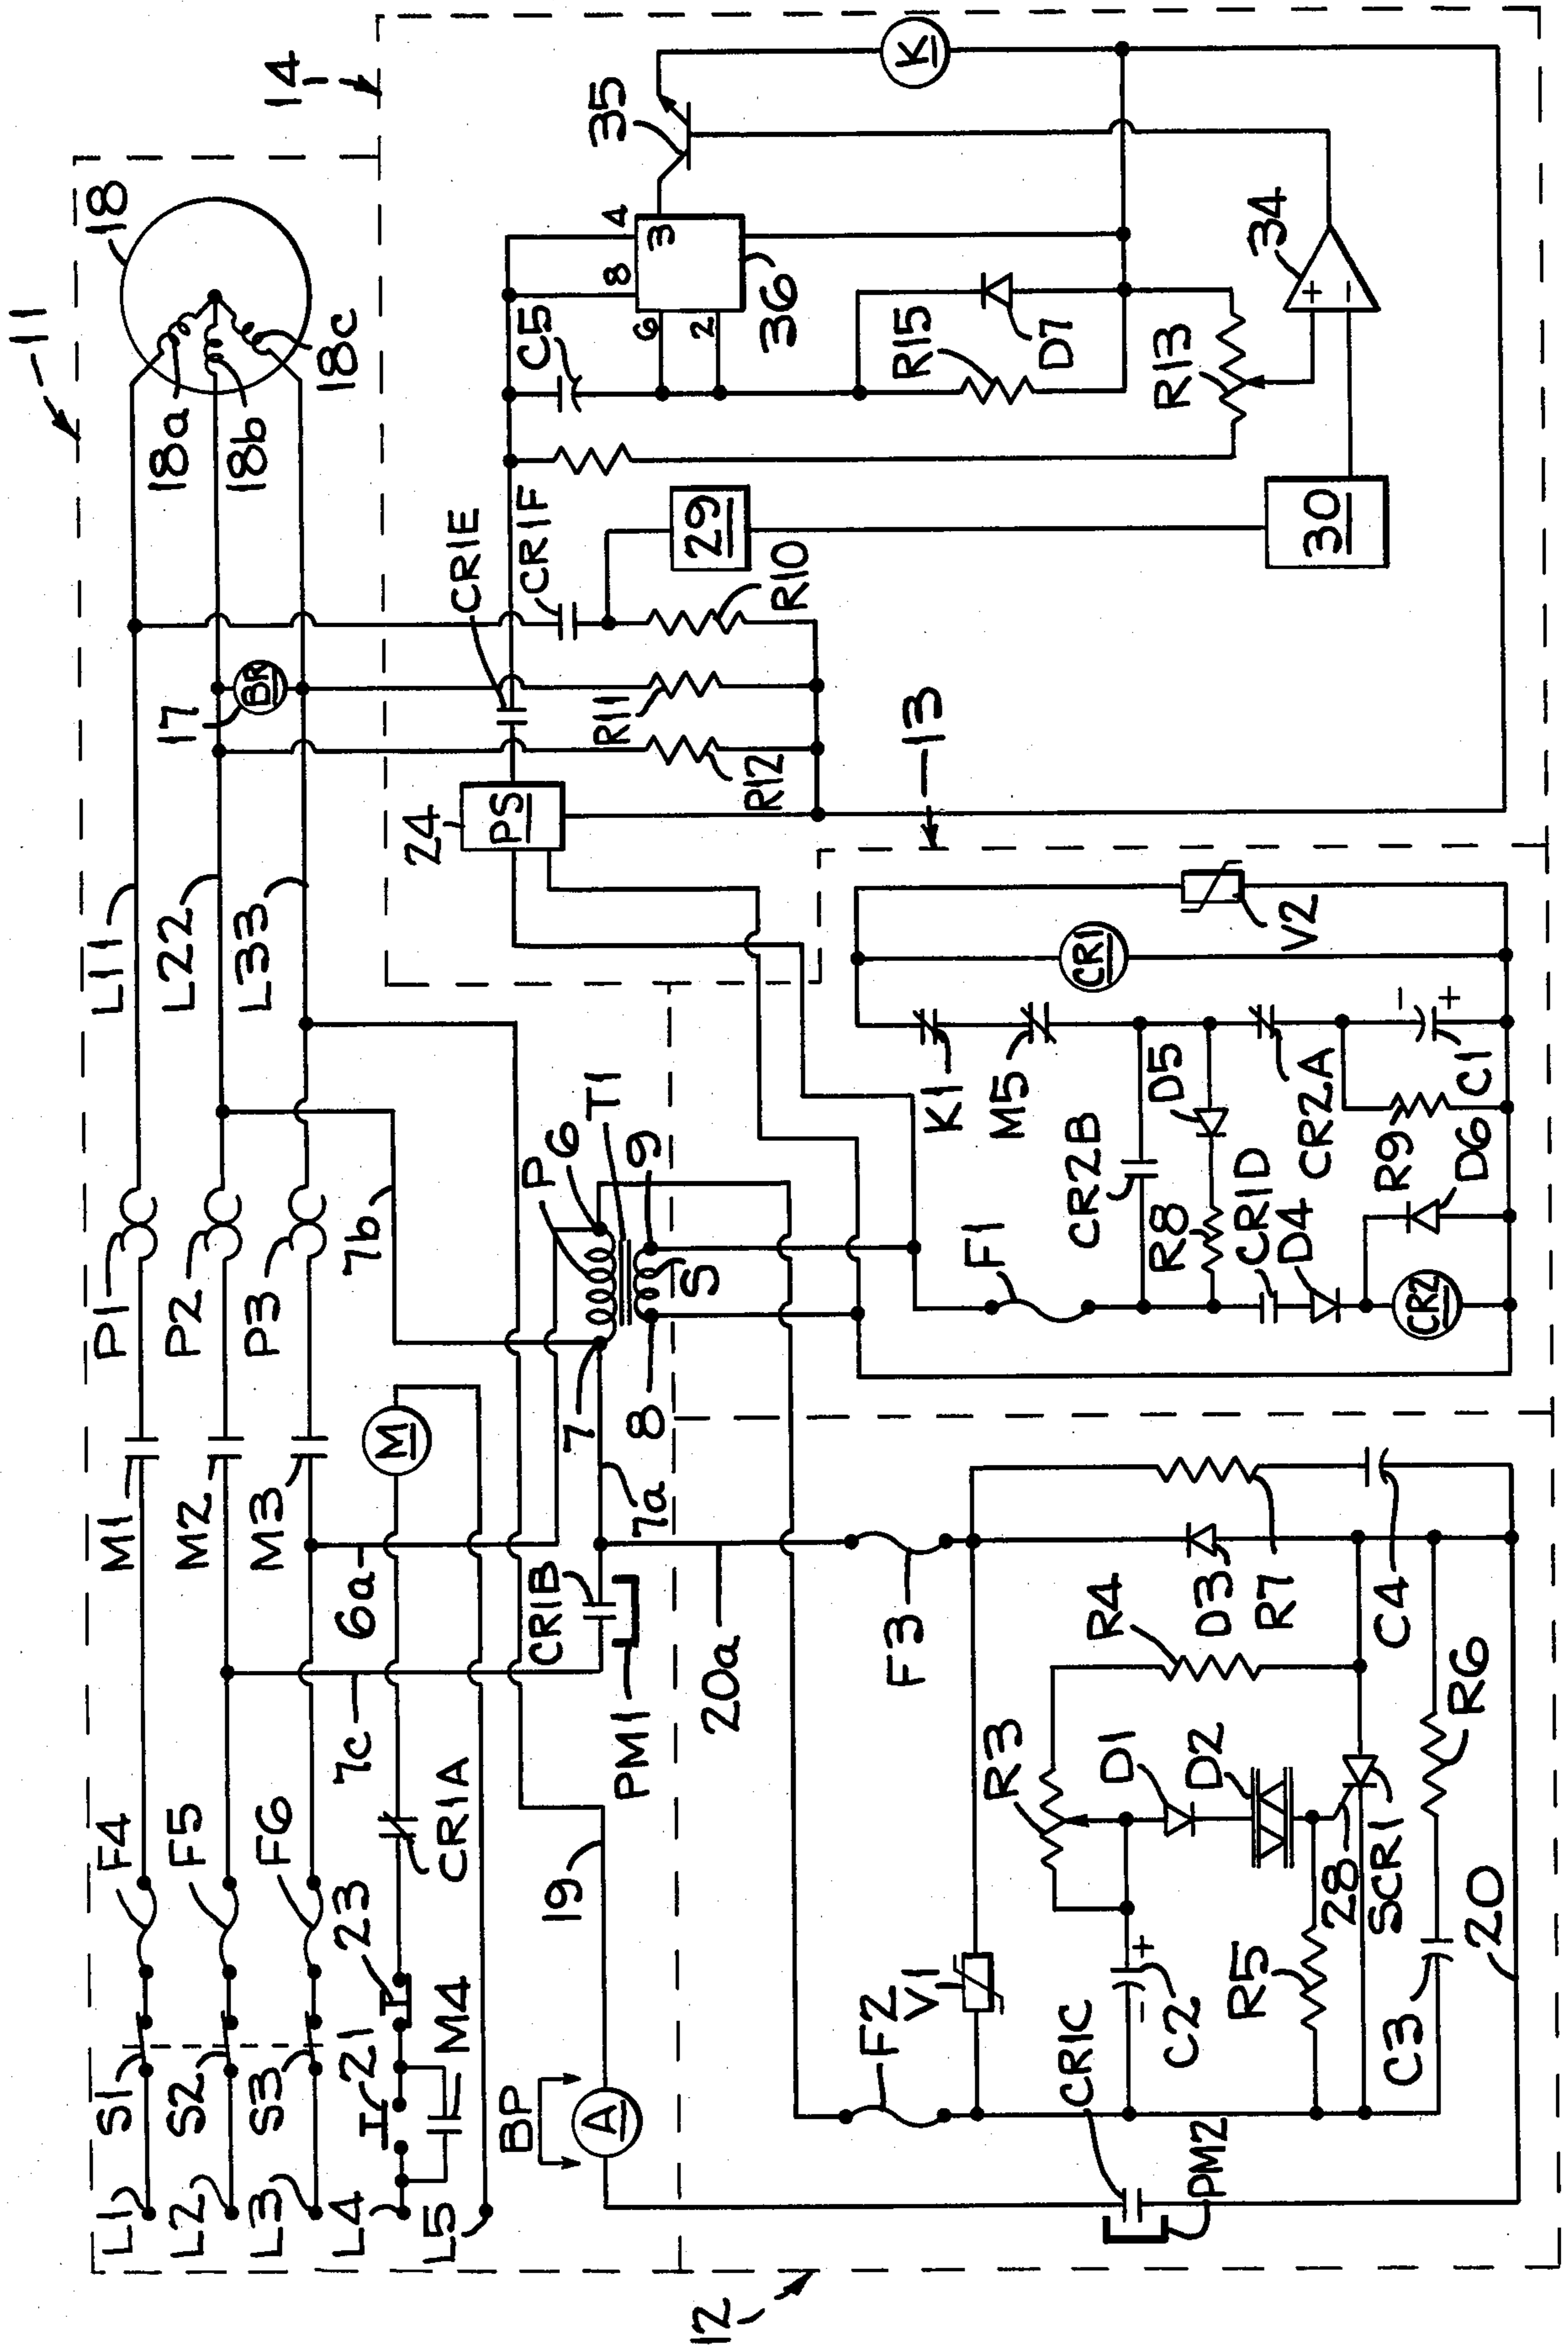 11
14
18
18a
18b
18c
17
BR
L11
L22
L33
P1
P2
P3
M1
M2
M3
F4
F5
F6
S1
S2
S3
L1
L2
L3
L4
L5
21
23
M4
CR1A
M
6a
7a
7b
7c
P
6
T1
9
S
8
7
CR1B
PM1
19
BP
A
20a
24
PS
CR1E
CR1F
29
30
R10
R11
R12
C5
8
4
3
6
2
36
35
K
R15
D7
R13
34
+
−
13
V2
CR1
K1
M5
CR2B
D5
R8
CR1D
D4
CR2A
R9
C1
−
+
D6
CR2
F1
12
F2
F3
V1
CR1C
PM2
C2
+
−
R3
R4
D1
D2
D3
R7
C4
R5
28
SCR1
R6
C3
20